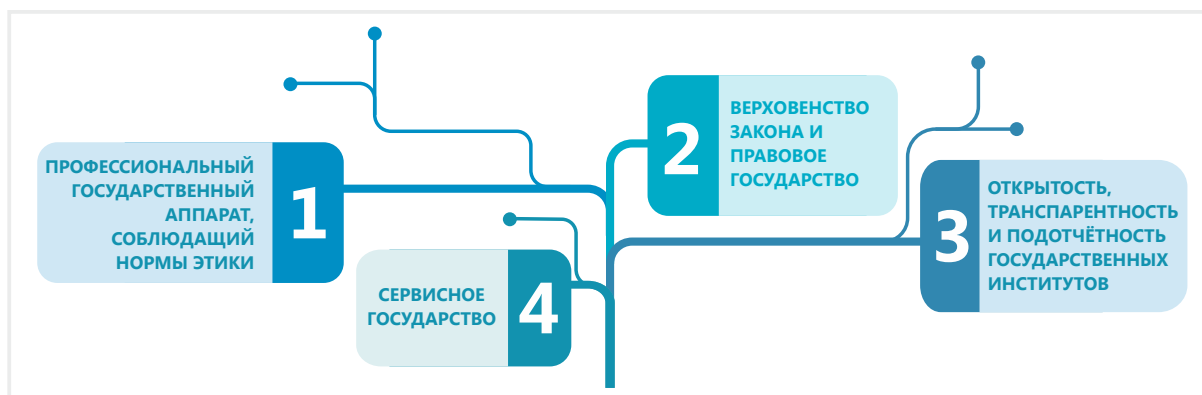 ПРОФЕССИОНАЛЬНЫЙ
ГОСУДАРСТВЕННЫЙ
АППАРАТ,
СОБЛЮДАЩИЙ
НОРМЫ ЭТИКИ
1
2
ВЕРХОВЕНСТВО
ЗАКОНА И
ПРАВОВОЕ
ГОСУДАРСТВО
3
ОТКРЫТОСТЬ,
ТРАНСПАРЕНТНОСТЬ
И ПОДОТЧЁТНОСТЬ
ГОСУДАРСТВЕННЫХ
ИНСТИТУТОВ
СЕРВИСНОЕ
ГОСУДАРСТВО
4